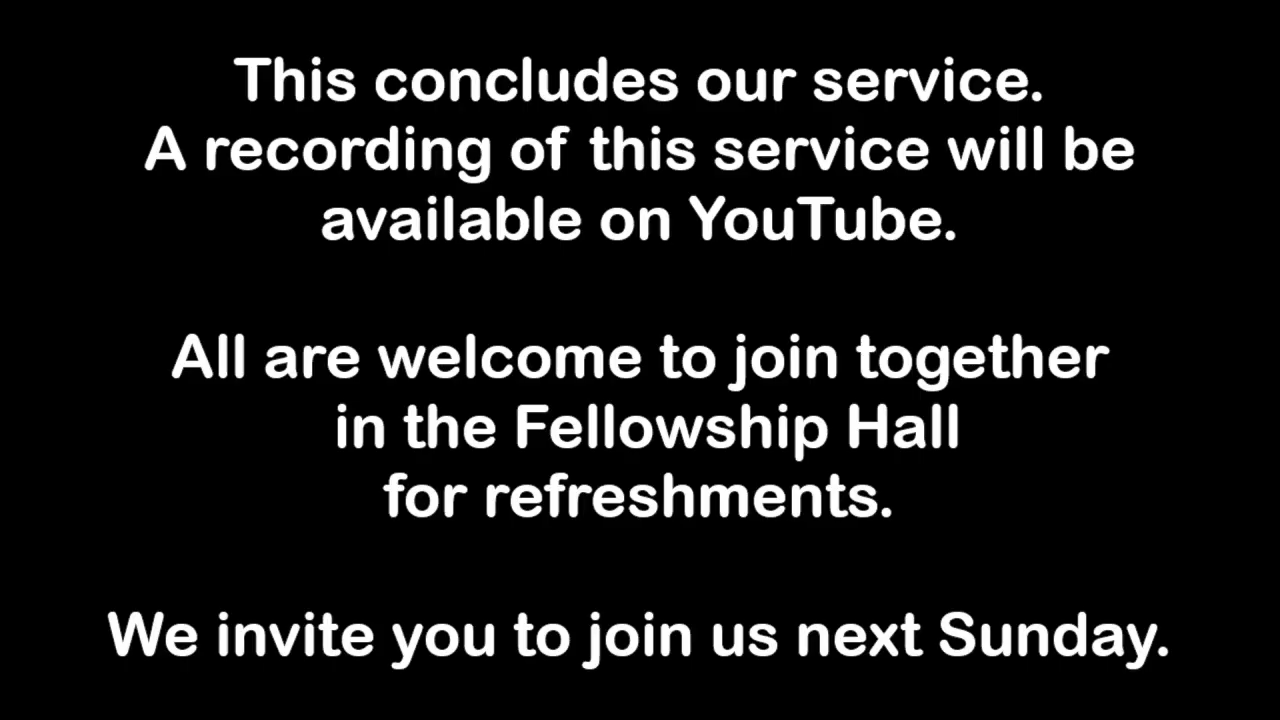 This concludes our service.
A recording of this service will be
available on YouTube.
All are welcome to join together
in the Fellowship Hall
for refreshments.
We invite you to join us next Sunday.